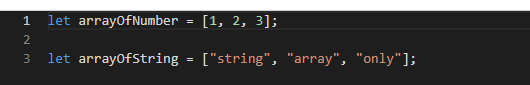 1 let arrayOfNumber = [1, 2, 3];
2
3 let arrayOfString = ["string", "array", "only"];